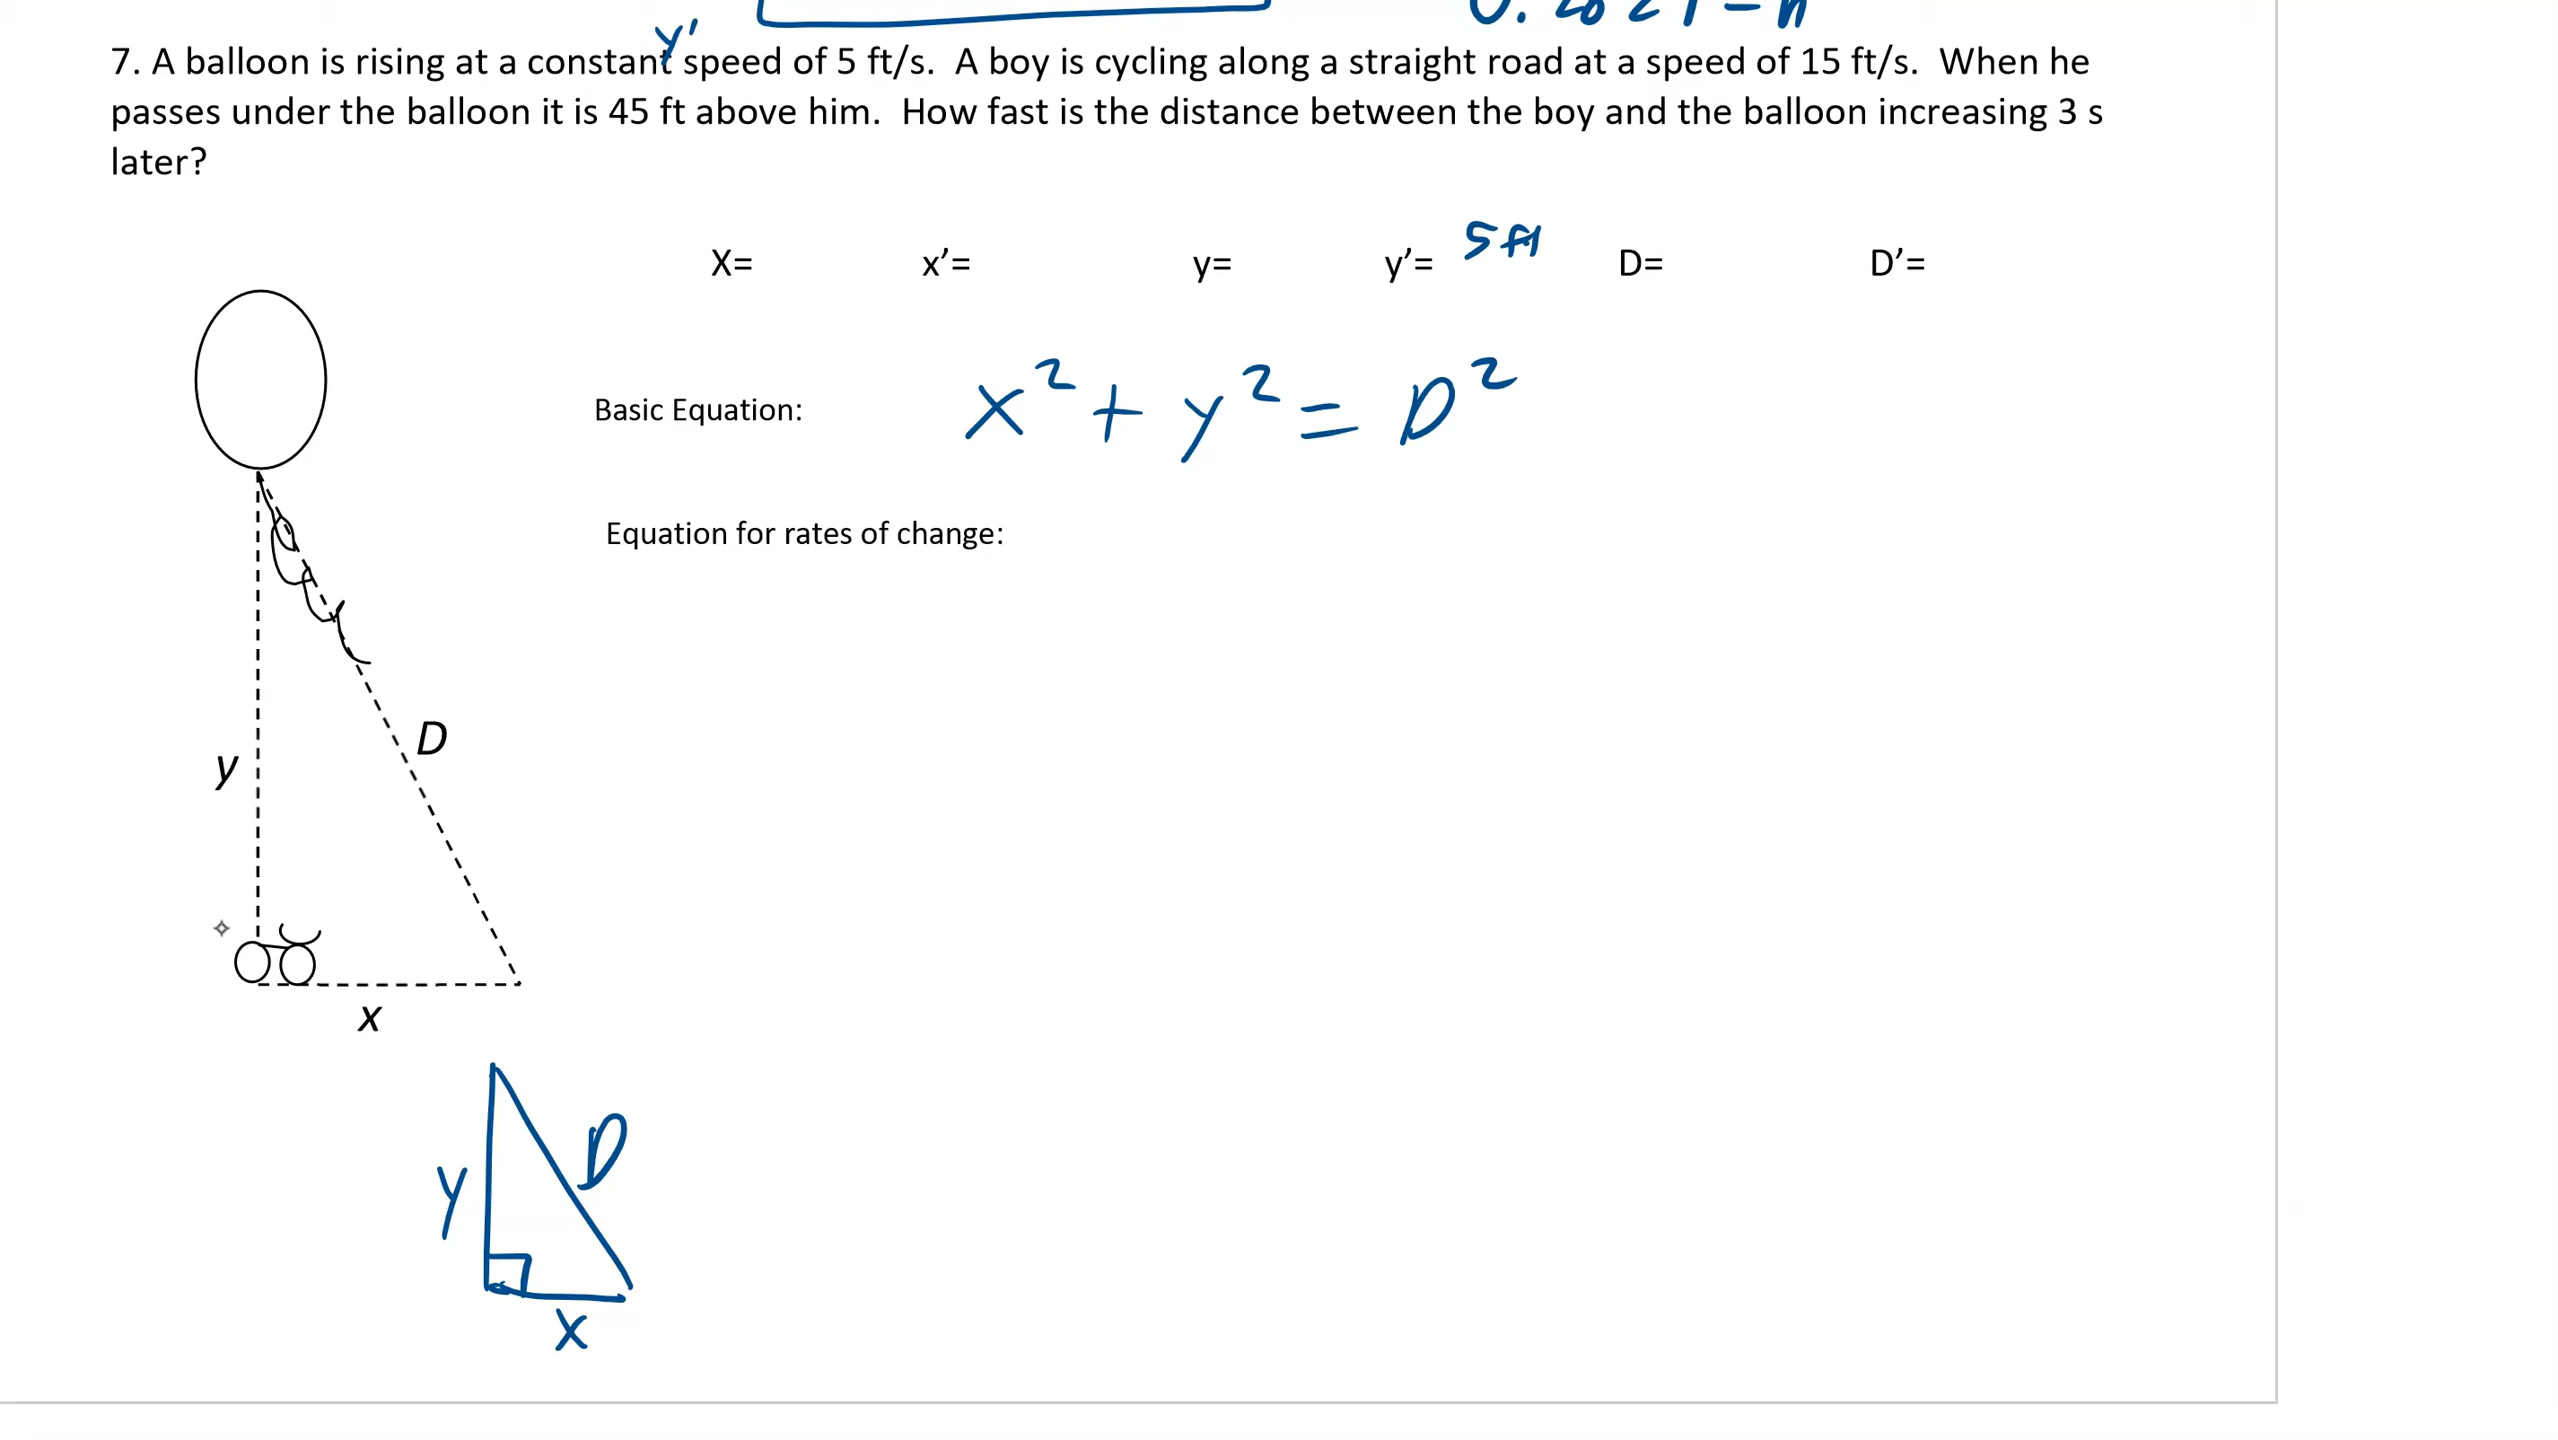 y'
7. A balloon is rising at a constant speed of 5 ft/s.  A boy is cycling along a straight road at a speed of 15 ft/s.  When he
passes under the balloon it is 45 ft above him.  How fast is the distance between the boy and the balloon increasing 3 s
later?
X= x’= y= y’= 5 ft D= D’=
Basic Equation: x² + y² = D²
Equation for rates of change:
D
y
x
D
y
x